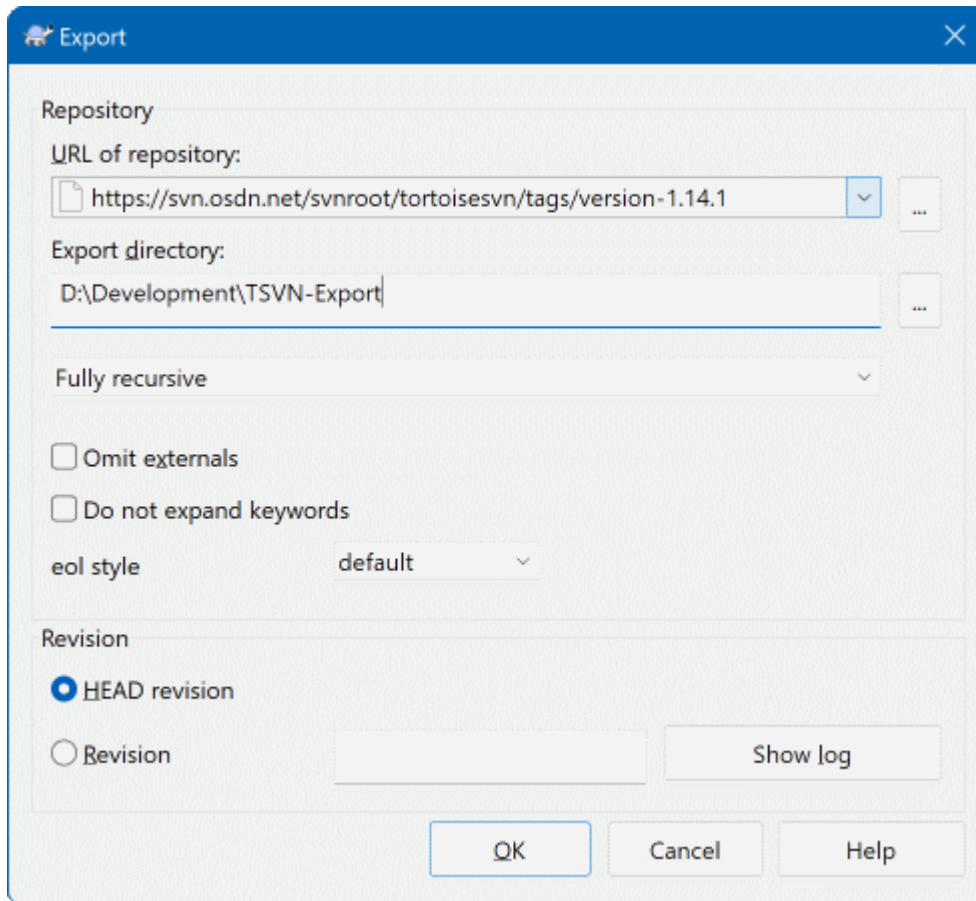 Export
Repository
URL of repository:
https://svn.osdn.net/svnroot/tortoisesvn/tags/version-1.14.1
...
Export directory:
D:\Development\TSVN-Export
...
Fully recursive
Omit externals
Do not expand keywords
eol style default
Revision
HEAD revision
Revision Show log
OK Cancel Help